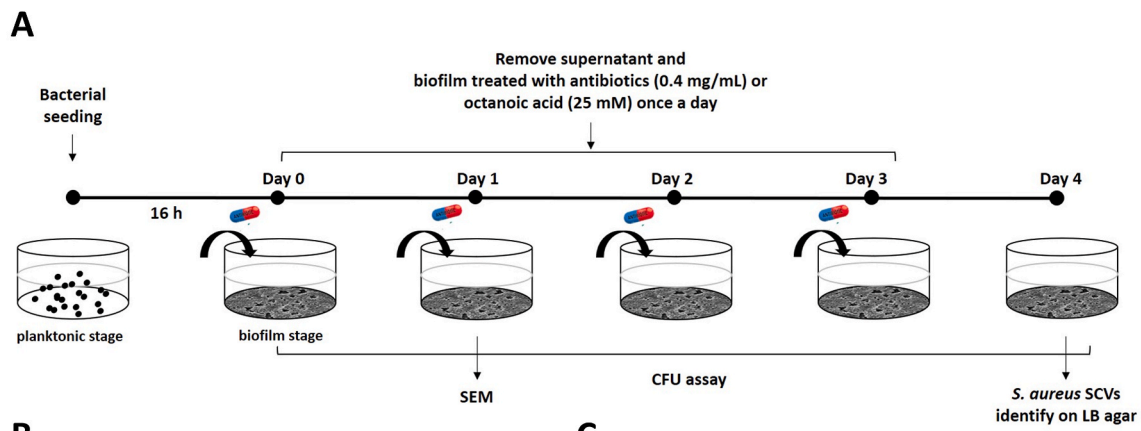 A
Remove supernatant and
biofilm treated with antibiotics (0.4 mg/mL) or
octanoic acid (25 mM) once a day
Bacterial
seeding
Day 0
Day 1
Day 2
Day 3
Day 4
16 h
planktonic stage
biofilm stage
SEM
CFU assay
S. aureus SCVs
identify on LB agar